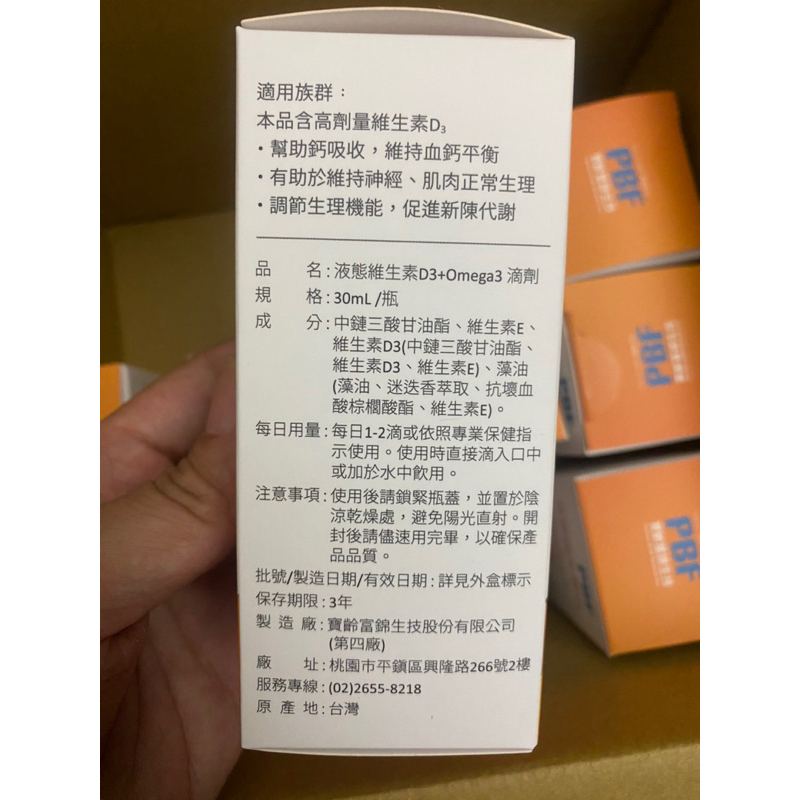 適用族群：
本品含高劑量維生素D₃
・幫助鈣吸收，維持血鈣平衡
・有助於維持神經、肌肉正常生理
・調節生理機能，促進新陳代謝
品　　名：液態維生素D3+Omega3 滴劑
規　　格：30mL /瓶
成　　分：中鏈三酸甘油酯、維生素E、
維生素D3(中鏈三酸甘油酯、
維生素D3、維生素E)、藻油
(藻油、迷迭香萃取、抗壞血
酸棕櫚酸酯、維生素E)。
每日用量：每日1-2滴或依照專業保健指
示使用。使用時直接滴入口中
或加於水中飲用。
注意事項：使用後請鎖緊瓶蓋，並置於陰
涼乾燥處，避免陽光直射。開
封後請儘速用完畢，以確保產
品品質。
批號/製造日期/有效日期：詳見外盒標示
保存期限：3年
製 造 廠：寶齡富錦生技股份有限公司
(第四廠)
廠　　址：桃園市平鎮區興隆路266號2樓
服務專線：(02)2655-8218
原 產 地：台灣
PBF
PBF
PBF
PBF
PBF